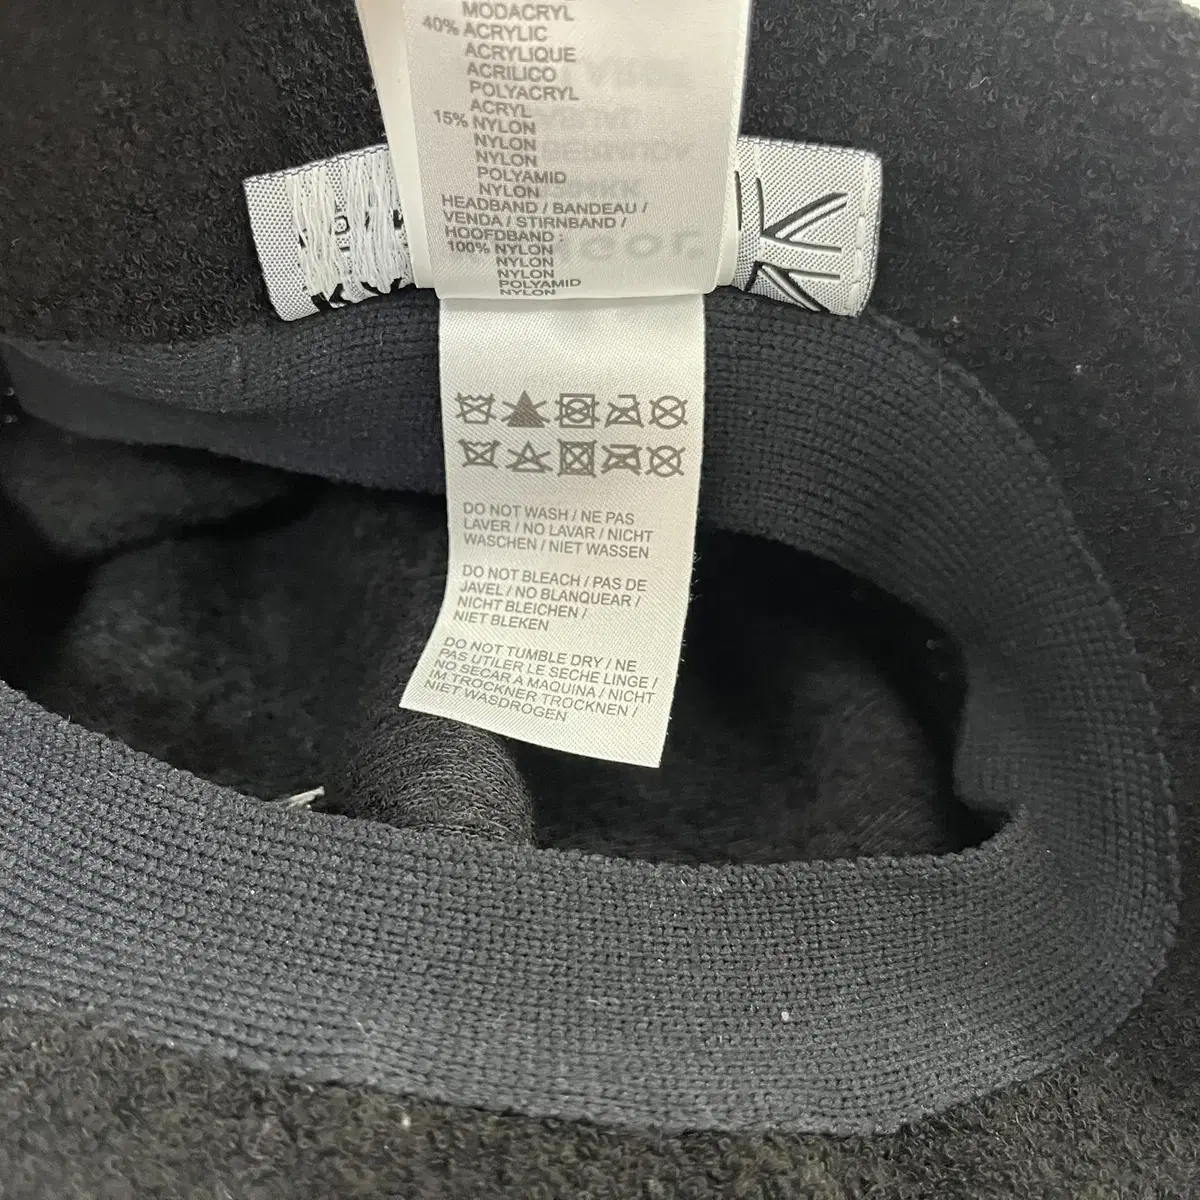 MODACRYL
40% ACRYLIC
ACRYLIQUE
ACRILICO
POLYACRYL
ACRYL
15% NYLON
NYLON
NYLON
POLYAMID
NYLON
HEADBAND / BANDEAU /
VENDA / STIRNBAND /
HOOFDBAND :
100% NYLON
NYLON
NYLON
POLYAMID
NYLON
DO NOT WASH / NE PAS
LAVER / NO LAVAR / NICHT
WASCHEN / NIET WASSEN
DO NOT BLEACH / PAS DE
JAVEL / NO BLANQUEAR /
NICHT BLEICHEN /
NIET BLEKEN
DO NOT TUMBLE DRY / NE
PAS UTILER LE SECHE LINGE /
NO SECAR A MAQUINA / NICHT
IM TROCKNER TROCKNEN /
NIET WASDROGEN